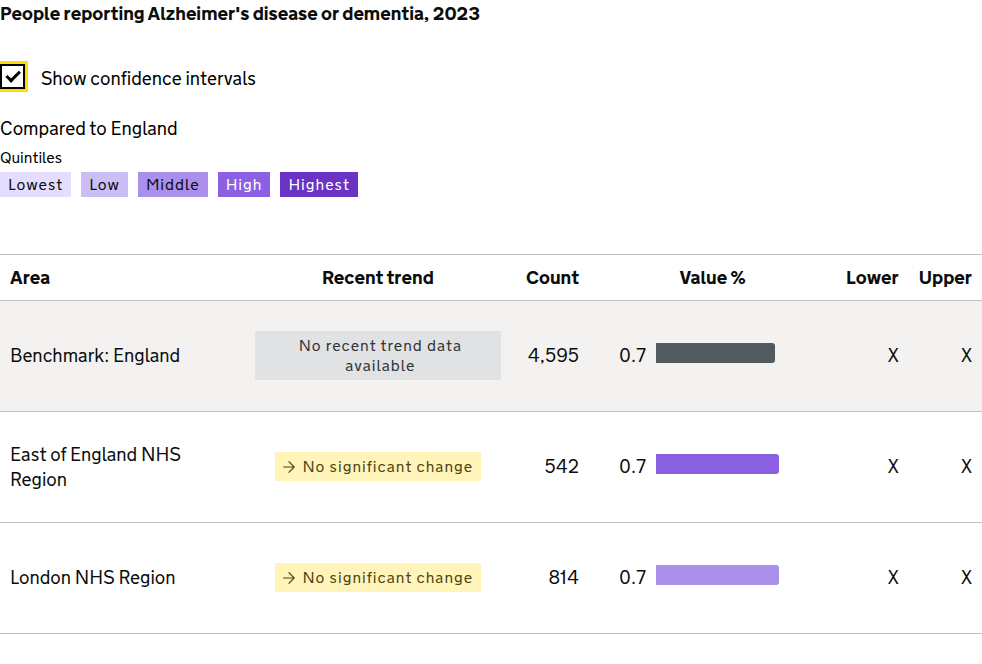 People reporting Alzheimer's disease or dementia, 2023
Show confidence intervals
Compared to England
Quintiles
Lowest Low Middle High Highest
Area Recent trend Count Value % Lower Upper
Benchmark: England No recent trend data available 4,595 0.7 X X
East of England NHS Region → No significant change 542 0.7 X X
London NHS Region → No significant change 814 0.7 X X